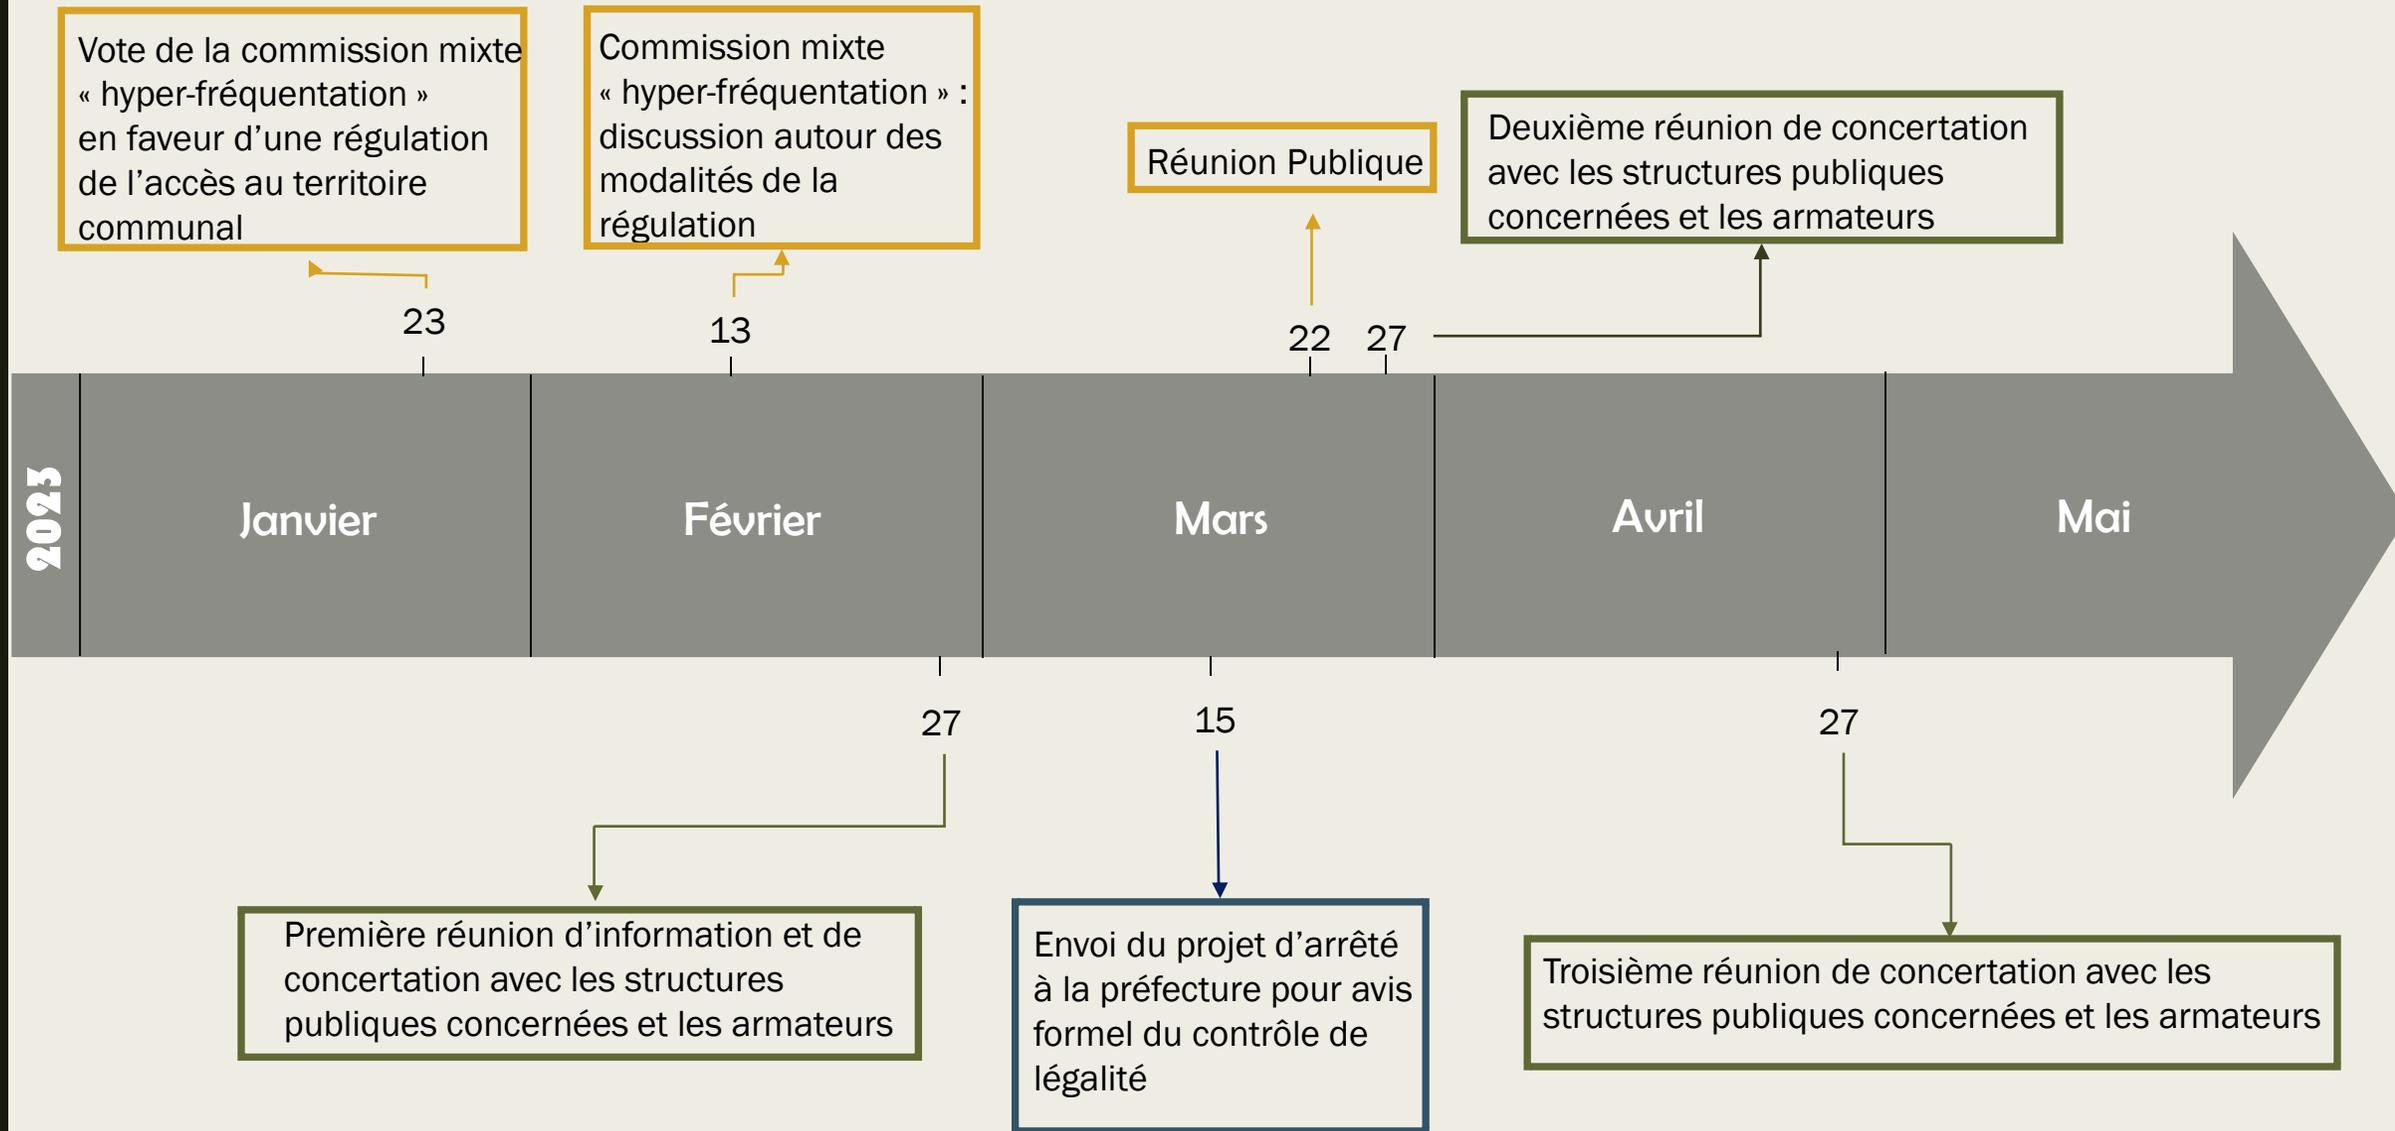 Vote de la commission mixte
« hyper-fréquentation »
en faveur d’une régulation
de l’accès au territoire
communal
Commission mixte
« hyper-fréquentation » :
discussion autour des
modalités de la
régulation
Réunion Publique
Deuxième réunion de concertation
avec les structures publiques
concernées et les armateurs
23
13
22
27
2023
Janvier
Février
Mars
Avril
Mai
27
15
27
Première réunion d’information et de
concertation avec les structures
publiques concernées et les armateurs
Envoi du projet d’arrêté
à la préfecture pour avis
formel du contrôle de
légalité
Troisième réunion de concertation avec les
structures publiques concernées et les armateurs